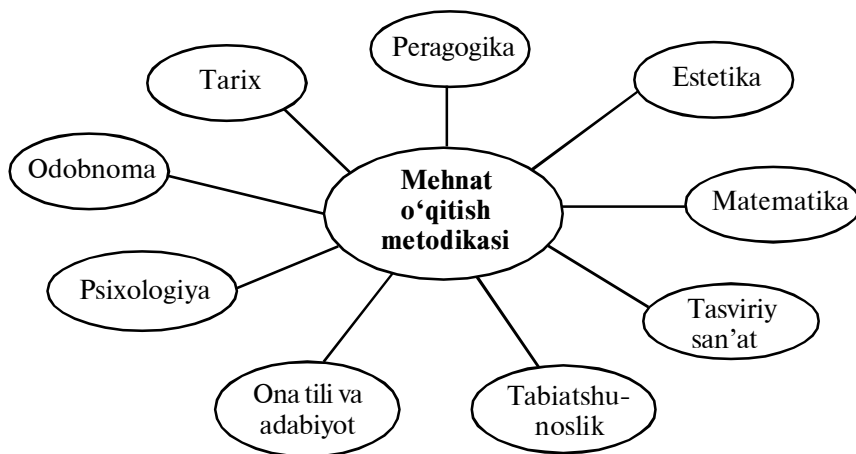 Peragogika
Tarix
Estetika
Odobnoma
Mehnat
o‘qitish
metodikasi
Matematika
Psixologiya
Tasviriy
san’at
Ona tili va
adabiyot
Tabiatshu-
noslik